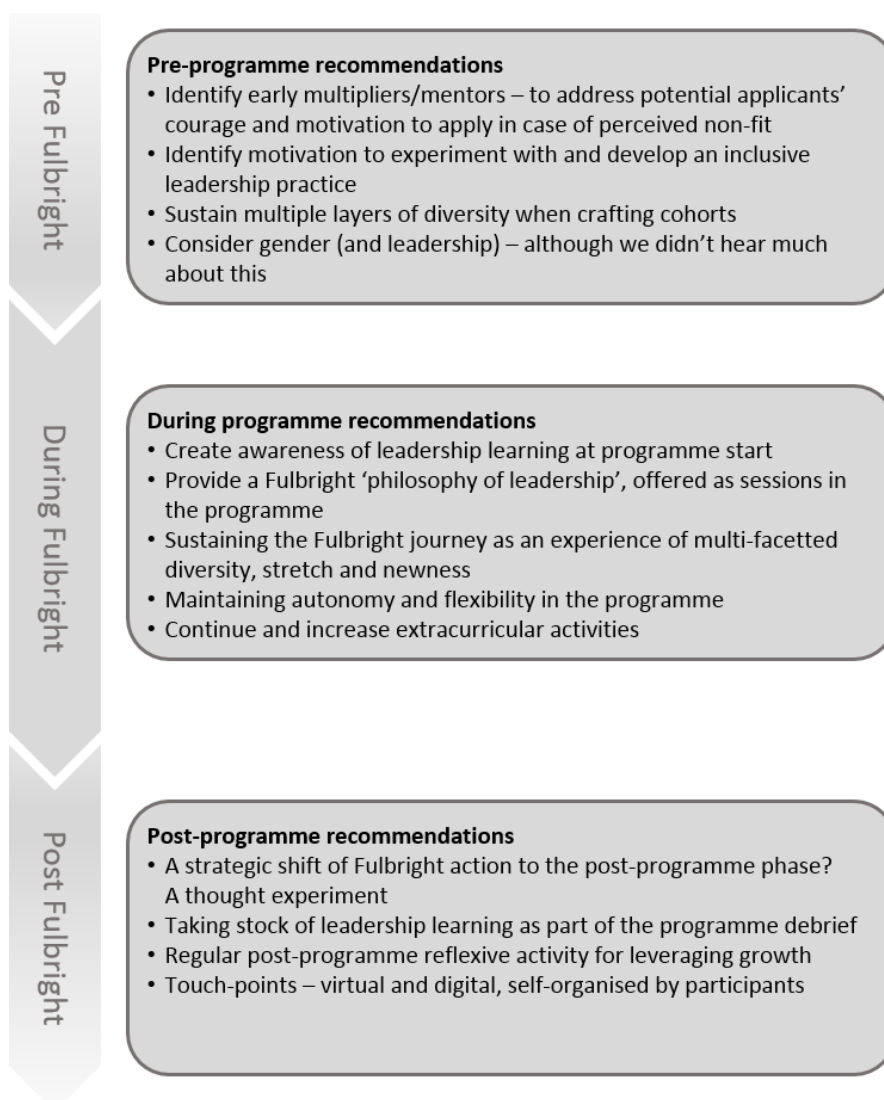 Pre Fulbright
Pre-programme recommendations
• Identify early multipliers/mentors – to address potential applicants’
courage and motivation to apply in case of perceived non-fit
• Identify motivation to experiment with and develop an inclusive
leadership practice
• Sustain multiple layers of diversity when crafting cohorts
• Consider gender (and leadership) – although we didn’t hear much
about this
During Fulbright
During programme recommendations
• Create awareness of leadership learning at programme start
• Provide a Fulbright ‘philosophy of leadership’, offered as sessions in
the programme
• Sustaining the Fulbright journey as an experience of multi-facetted
diversity, stretch and newness
• Maintaining autonomy and flexibility in the programme
• Continue and increase extracurricular activities
Post Fulbright
Post-programme recommendations
• A strategic shift of Fulbright action to the post-programme phase?
A thought experiment
• Taking stock of leadership learning as part of the programme debrief
• Regular post-programme reflexive activity for leveraging growth
• Touch-points – virtual and digital, self-organised by participants